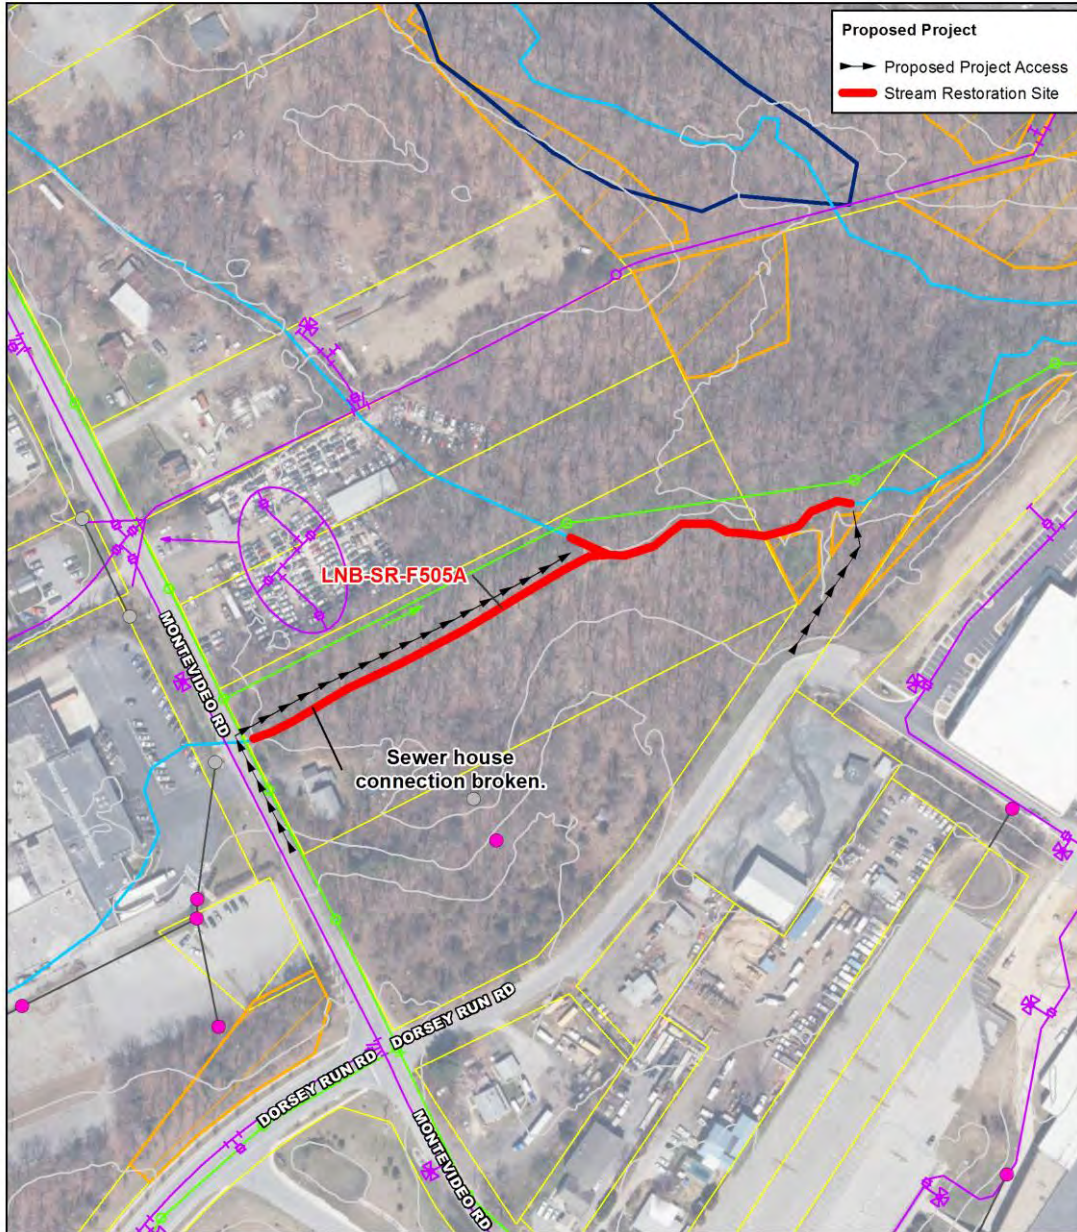 Proposed Project
Proposed Project Access
Stream Restoration Site
LNB-SR-F505A
MONTEVIDEO RD
Sewer house
connection broken.
DORSEY RUN RD
DORSEY RUN RD
MONTEVIDEO RD